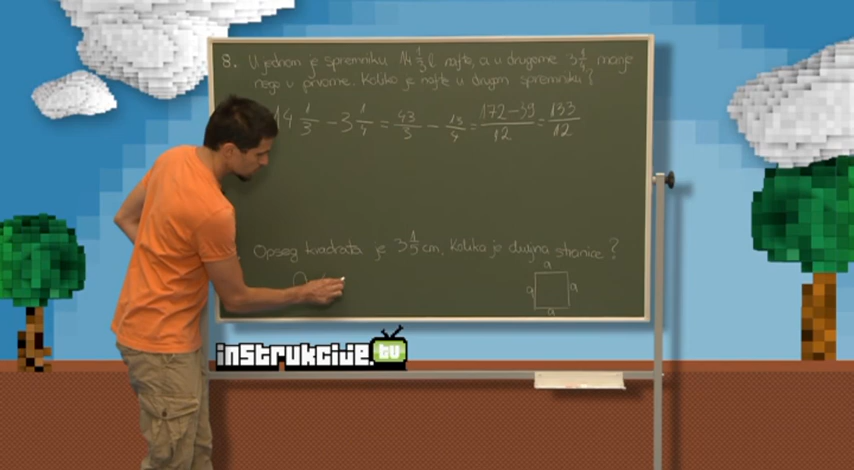 8. U jednom je spremniku 14 1/3 l nafte, a u drugome 3 1/4 manje
nego u prvome. Koliko je nafte u drugom spremniku?
14 1/3 - 3 1/4 = 43/3 - 13/4 = 172-39/12 = 133/12
Opseg kvadrata je 3 1/5 cm. Kolika je duljina stranice?
a
a a
a
instrukcije.tv